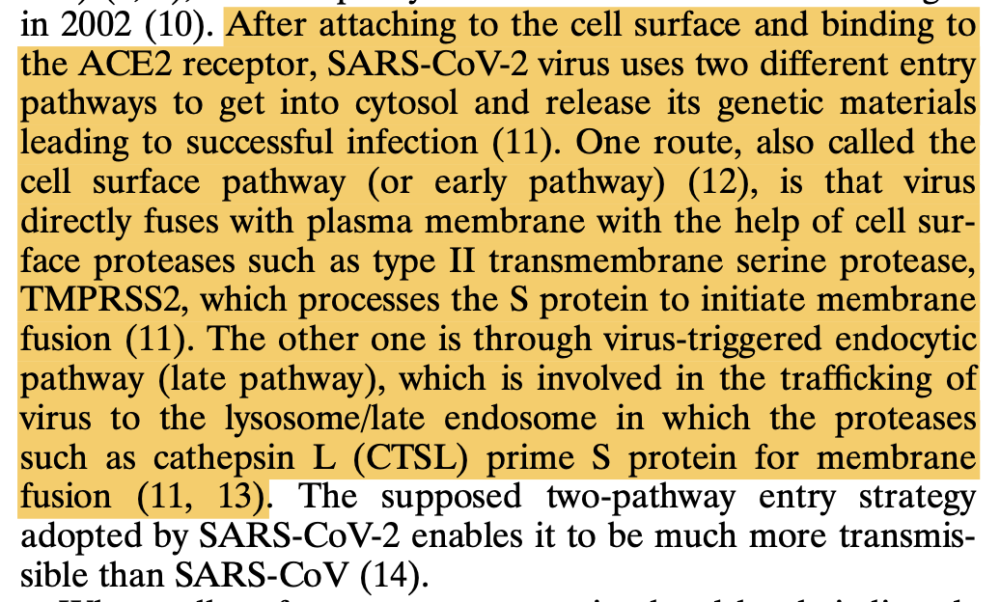 in 2002 (10). After attaching to the cell surface and binding to
the ACE2 receptor, SARS-CoV-2 virus uses two different entry
pathways to get into cytosol and release its genetic materials
leading to successful infection (11). One route, also called the
cell surface pathway (or early pathway) (12), is that virus
directly fuses with plasma membrane with the help of cell sur-
face proteases such as type II transmembrane serine protease,
TMPRSS2, which processes the S protein to initiate membrane
fusion (11). The other one is through virus-triggered endocytic
pathway (late pathway), which is involved in the trafficking of
virus to the lysosome/late endosome in which the proteases
such as cathepsin L (CTSL) prime S protein for membrane
fusion (11, 13). The supposed two-pathway entry strategy
adopted by SARS-CoV-2 enables it to be much more transmis-
sible than SARS-CoV (14).